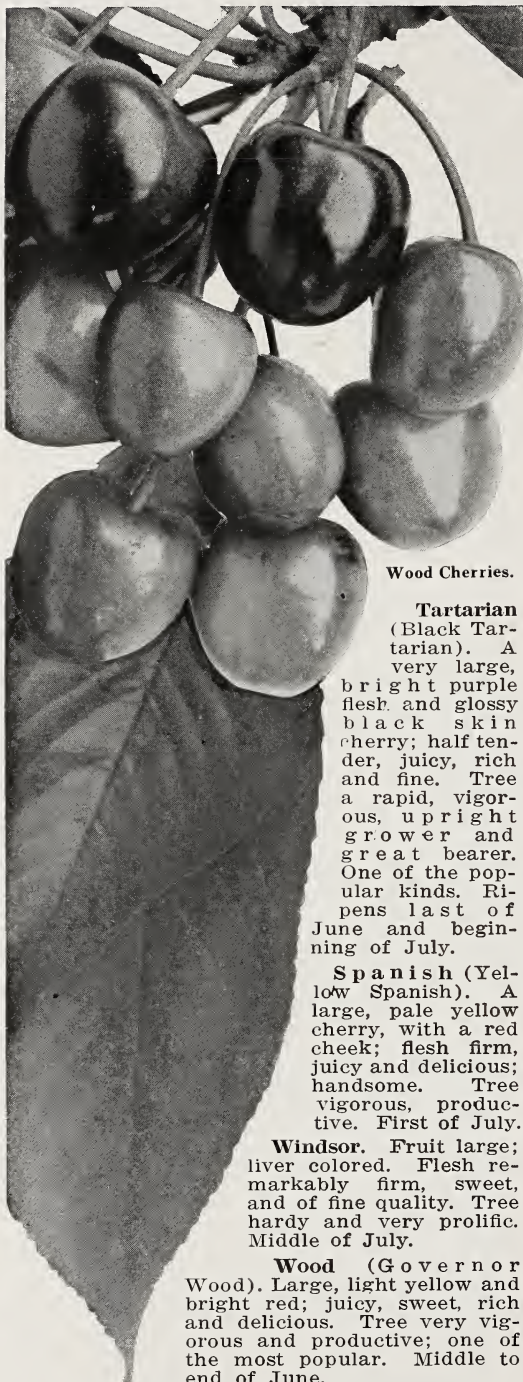 Wood Cherries.
Tartarian
(Black Tar-
tarian). A
very large,
bright purple
flesh and glossy
black skin
cherry; half ten-
der, juicy, rich
and fine. Tree
a rapid, vigor-
ous, upright
grower and
great bearer.
One of the pop-
ular kinds. Ri-
pens last of
June and begin-
ning of July.
Spanish (Yel-
low Spanish). A
large, pale yellow
cherry, with a red
cheek; flesh firm,
juicy and delicious;
handsome. Tree
vigorous, produc-
tive. First of July.
Windsor. Fruit large;
liver colored. Flesh re-
markably firm, sweet,
and of fine quality. Tree
hardy and very prolific.
Middle of July.
Wood (Governor
Wood). Large, light yellow and
bright red; juicy, sweet, rich
and delicious. Tree very vig-
orous and productive; one of
the most popular. Middle to
end of June.